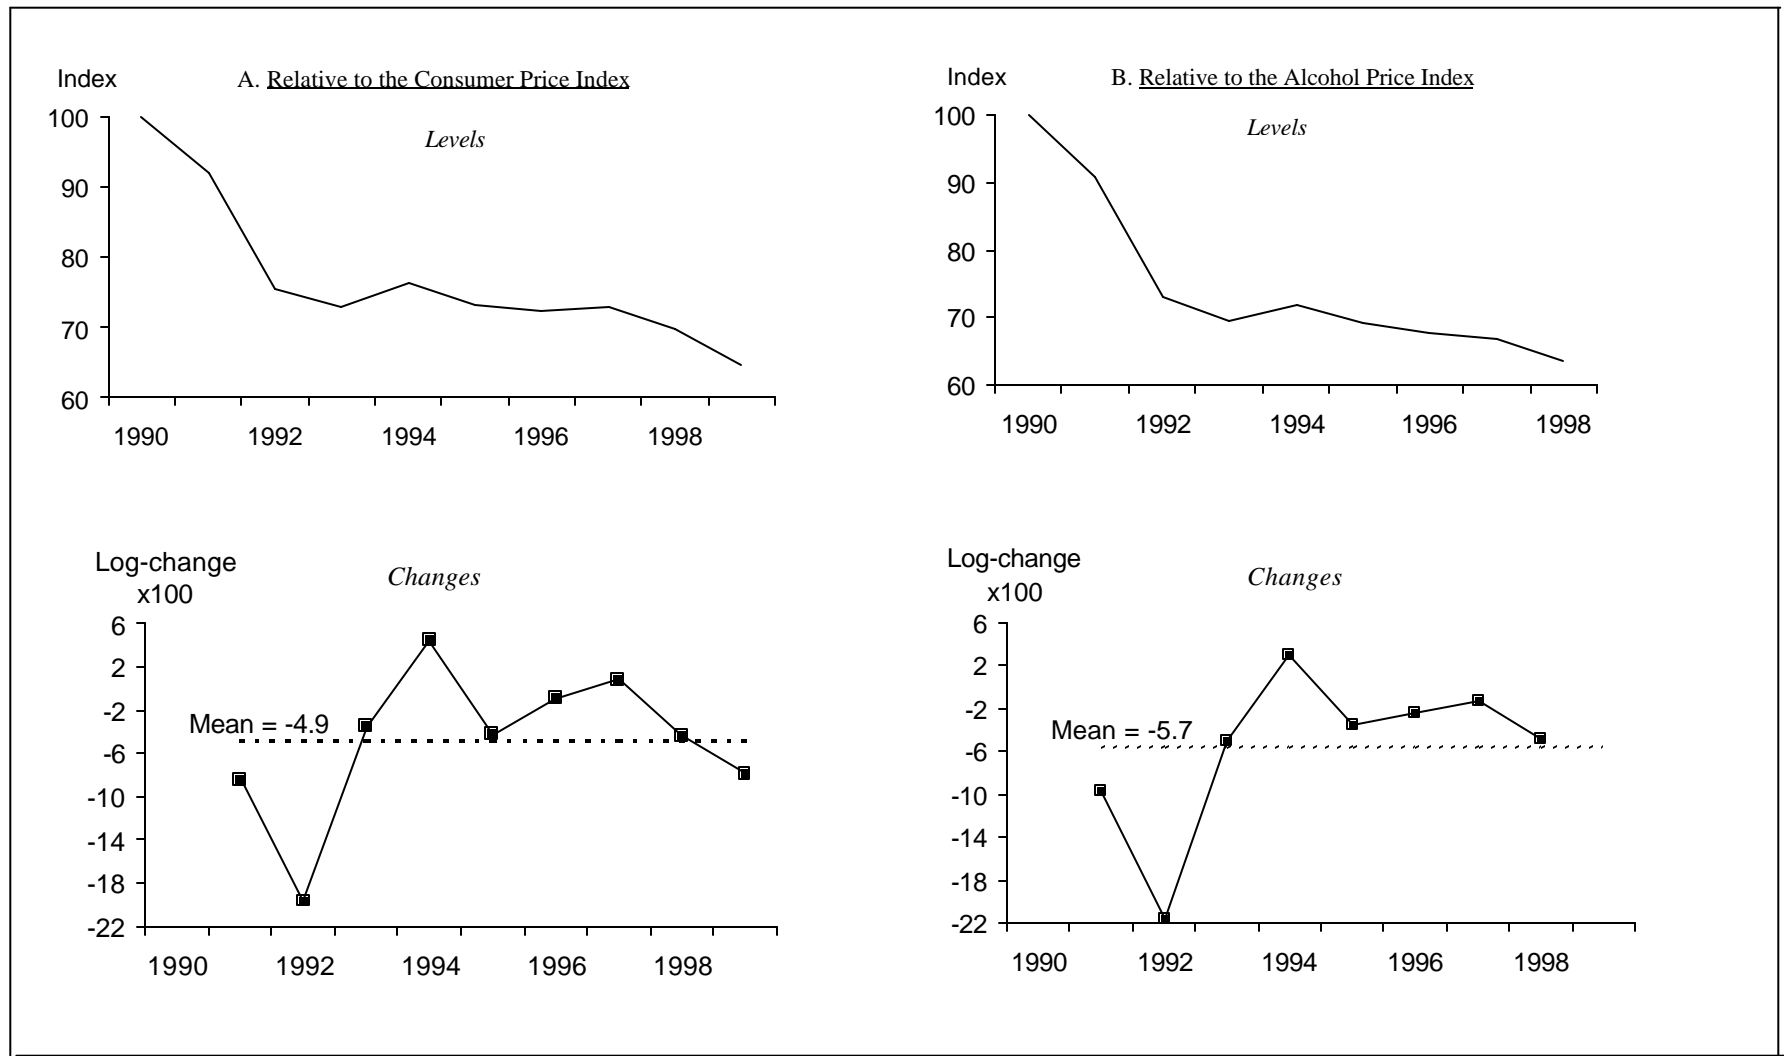 Index
A. Relative to the Consumer Price Index
Levels
100
90
80
70
60
1990 1992 1994 1996 1998
Index
B. Relative to the Alcohol Price Index
Levels
100
90
80
70
60
1990 1992 1994 1996 1998
Log-change
x100
Changes
6
2
-2
Mean = -4.9
-6
-10
-14
-18
-22
1990 1992 1994 1996 1998
Log-change
x100
Changes
6
2
-2
Mean = -5.7
-6
-10
-14
-18
-22
1990 1992 1994 1996 1998